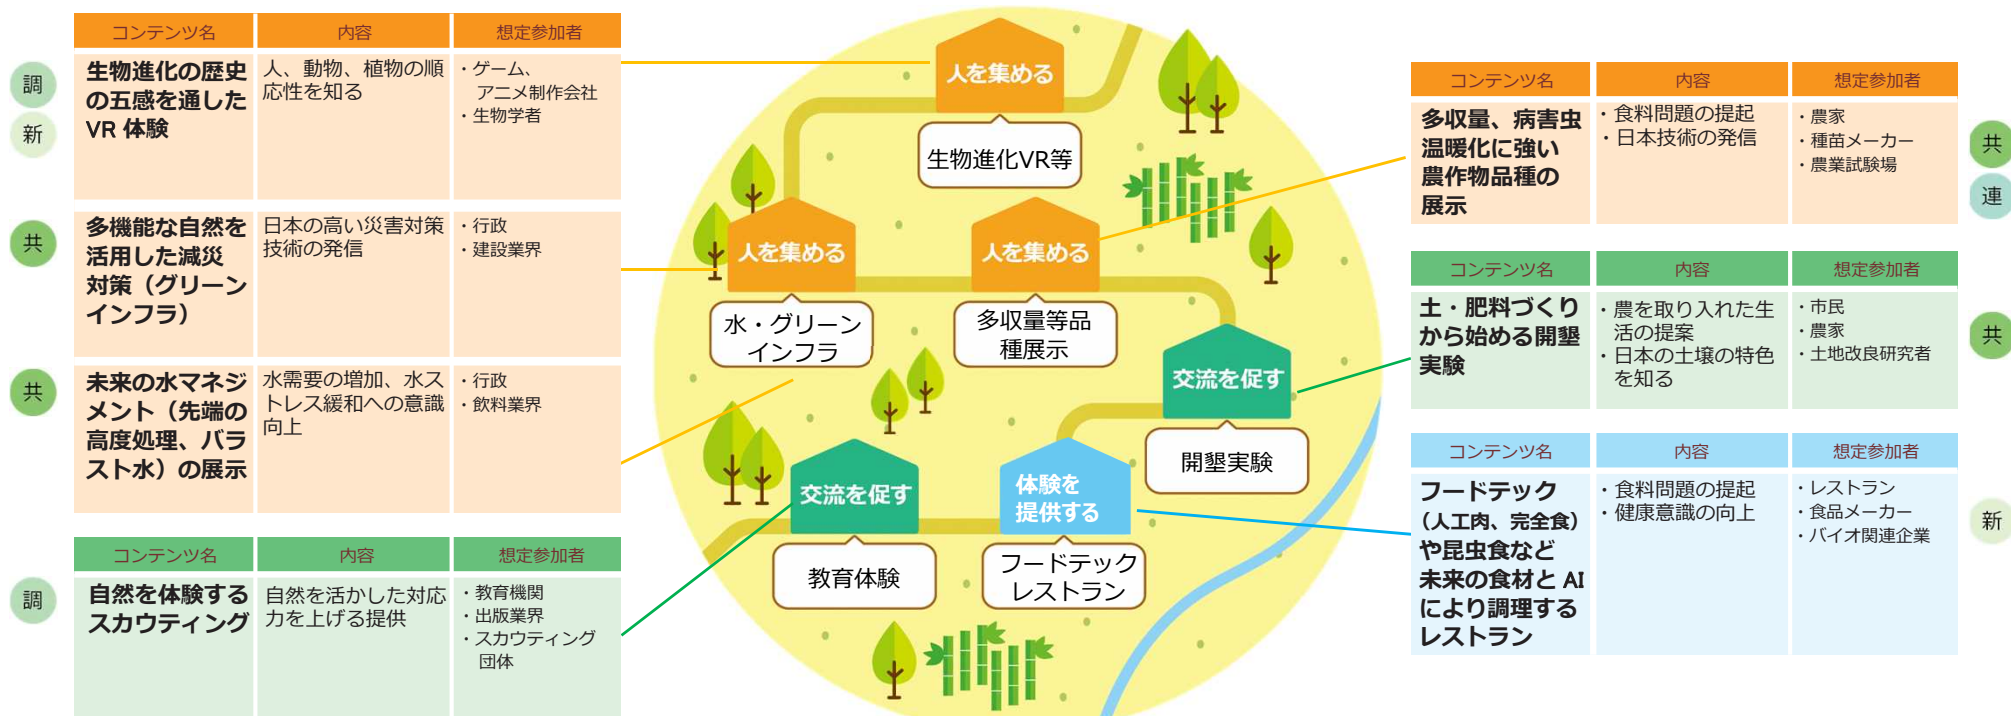 コンテンツ名 内容 想定参加者
調
新
生物進化の歴史
の五感を通した
VR 体験
人、動物、植物の順
応性を知る
・ゲーム、
アニメ制作会社
・生物学者
共
多機能な自然を
活用した減災
対策（グリーン
インフラ）
日本の高い災害対策
技術の発信
・行政
・建設業界
共
未来の水マネジ
メント（先端の
高度処理、バラ
スト水）の展示
水需要の増加、水ス
トレス緩和への意識
向上
・行政
・飲料業界
コンテンツ名 内容 想定参加者
調
自然を体験する
スカウティング
自然を活かした対応
力を上げる提供
・教育機関
・出版業界
・スカウティング
団体
人を集める
生物進化VR等
人を集める
水・グリーン
インフラ
人を集める
多収量等品
種展示
交流を促す
開墾実験
交流を促す
教育体験
体験を
提供する
フードテック
レストラン
コンテンツ名 内容 想定参加者
多収量、病害虫
温暖化に強い
農作物品種の
展示
・食料問題の提起
・日本技術の発信
・農家
・種苗メーカー
・農業試験場
共
連
コンテンツ名 内容 想定参加者
土・肥料づくり
から始める開墾
実験
・農を取り入れた生
活の提案
・日本の土壌の特色
を知る
・市民
・農家
・土地改良研究者
共
コンテンツ名 内容 想定参加者
フードテック
（人工肉、完全食）
や昆虫食など
未来の食材と AI
により調理する
レストラン
・食料問題の提起
・健康意識の向上
・レストラン
・食品メーカー
・バイオ関連企業
新